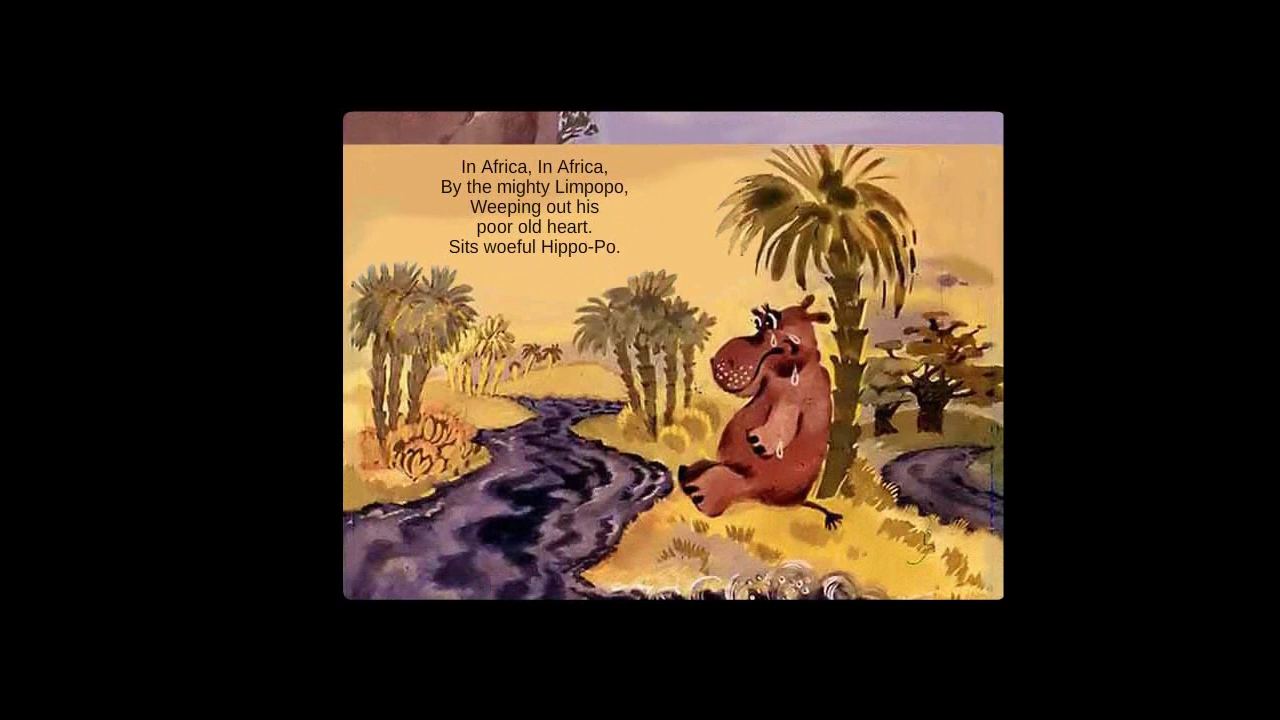 In Africa, In Africa,
By the mighty Limpopo,
Weeping out his
poor old heart.
Sits woeful Hippo-Po.